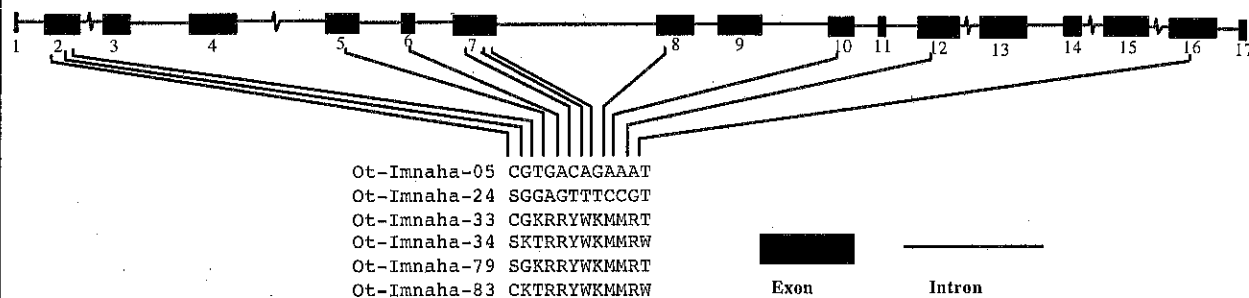 1 2 3 4 5 6 7 8 9 10 11 12 13 14 15 16 17
Ot-Imnaha-05 CGTGACAGAAAT
Ot-Imnaha-24 SGGAGTTTCCGT
Ot-Imnaha-33 CGKRRYWKMMRT
Ot-Imnaha-34 SKTRRYWKMMRW
Ot-Imnaha-79 SGKRRYWKMMRT
Ot-Imnaha-83 CKTRRYWKMMRW
Exon Intron